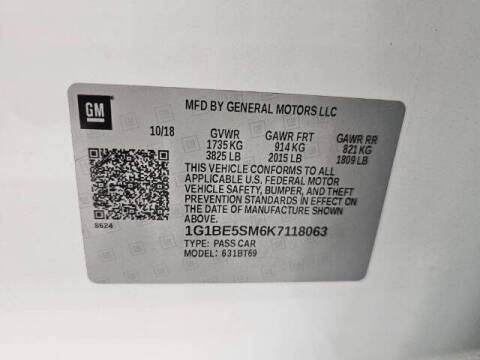 GM
MFD BY GENERAL MOTORS LLC
10/18 GVWR GAWR FRT GAWR RR
1735 KG 914 KG 821 KG
3825 LB 2015 LB 1809 LB
THIS VEHICLE CONFORMS TO ALL
APPLICABLE U.S. FEDERAL MOTOR
VEHICLE SAFETY, BUMPER, AND THEFT
PREVENTION STANDARDS IN EFFECT ON
THE DATE OF MANUFACTURE SHOWN
ABOVE.
S624
1G1BE5SM6K7118063
TYPE: PASS CAR
MODEL: 631BT69